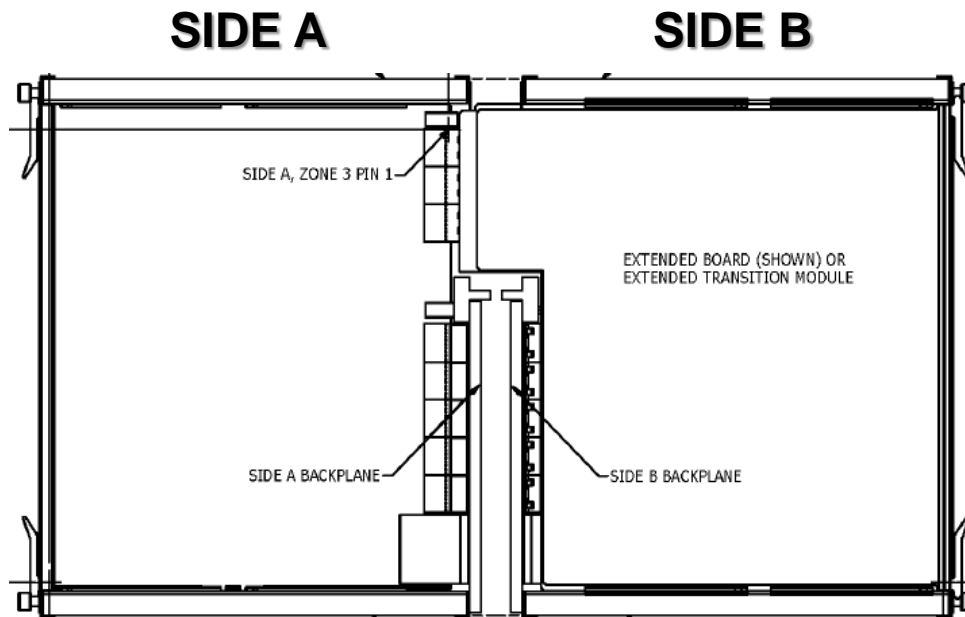 SIDE A
SIDE B
SIDE A, ZONE 3 PIN 1
EXTENDED BOARD (SHOWN) OR
EXTENDED TRANSITION MODULE
SIDE A BACKPLANE
SIDE B BACKPLANE